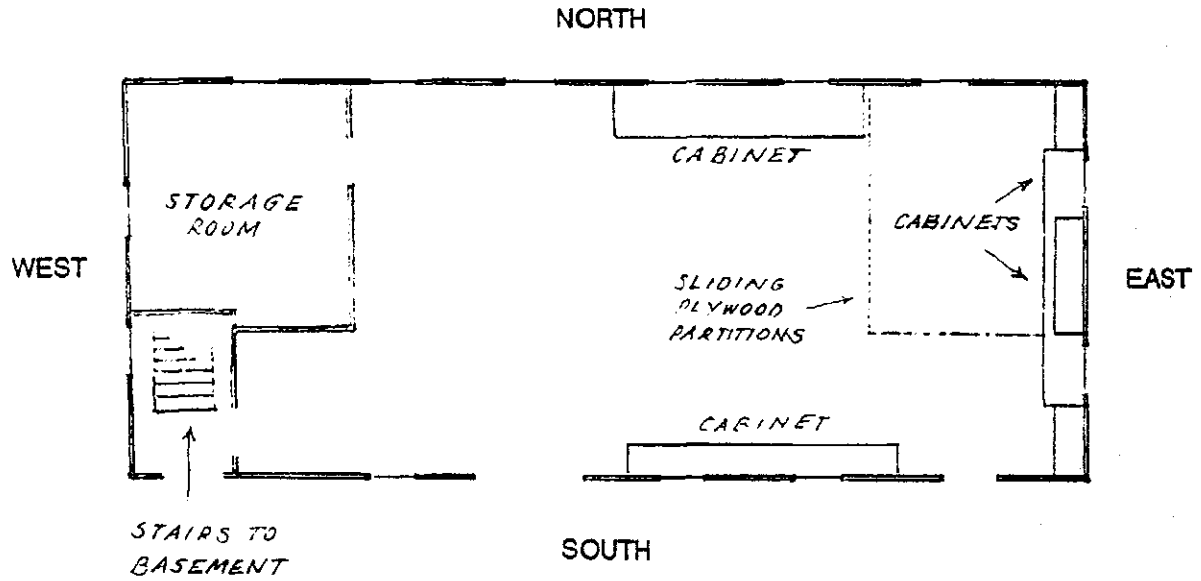 NORTH
CABINET
STORAGE
ROOM
CABINETS
WEST
EAST
SLIDING
PLYWOOD
PARTITIONS
CABINET
STAIRS TO
BASEMENT
SOUTH